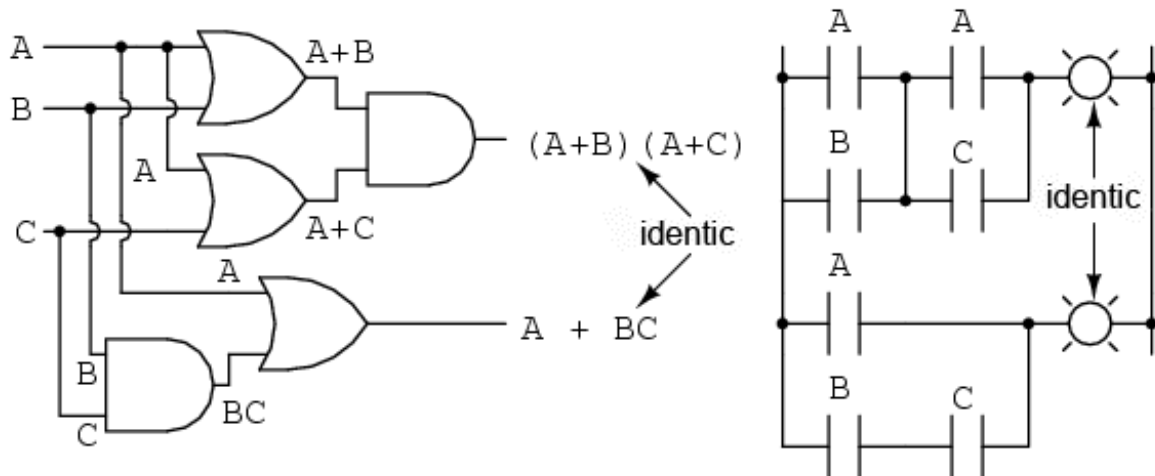 A
A+B
B
(A+B)(A+C)
A
A+C
C
identic
A
A + BC
B
BC
C
A A
B C
identic
A
B C